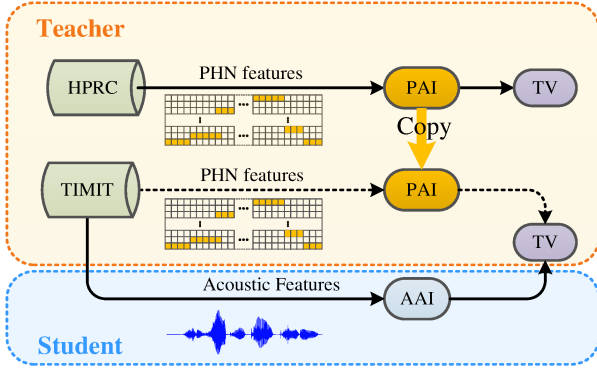 Teacher
HPRC
PHN features
PAI
TV
Copy
TIMIT
PHN features
PAI
TV
Acoustic Features
AAI
Student